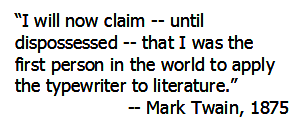 “I will now claim -- until
dispossessed -- that I was the
first person in the world to apply
the typewriter to literature.”
-- Mark Twain, 1875